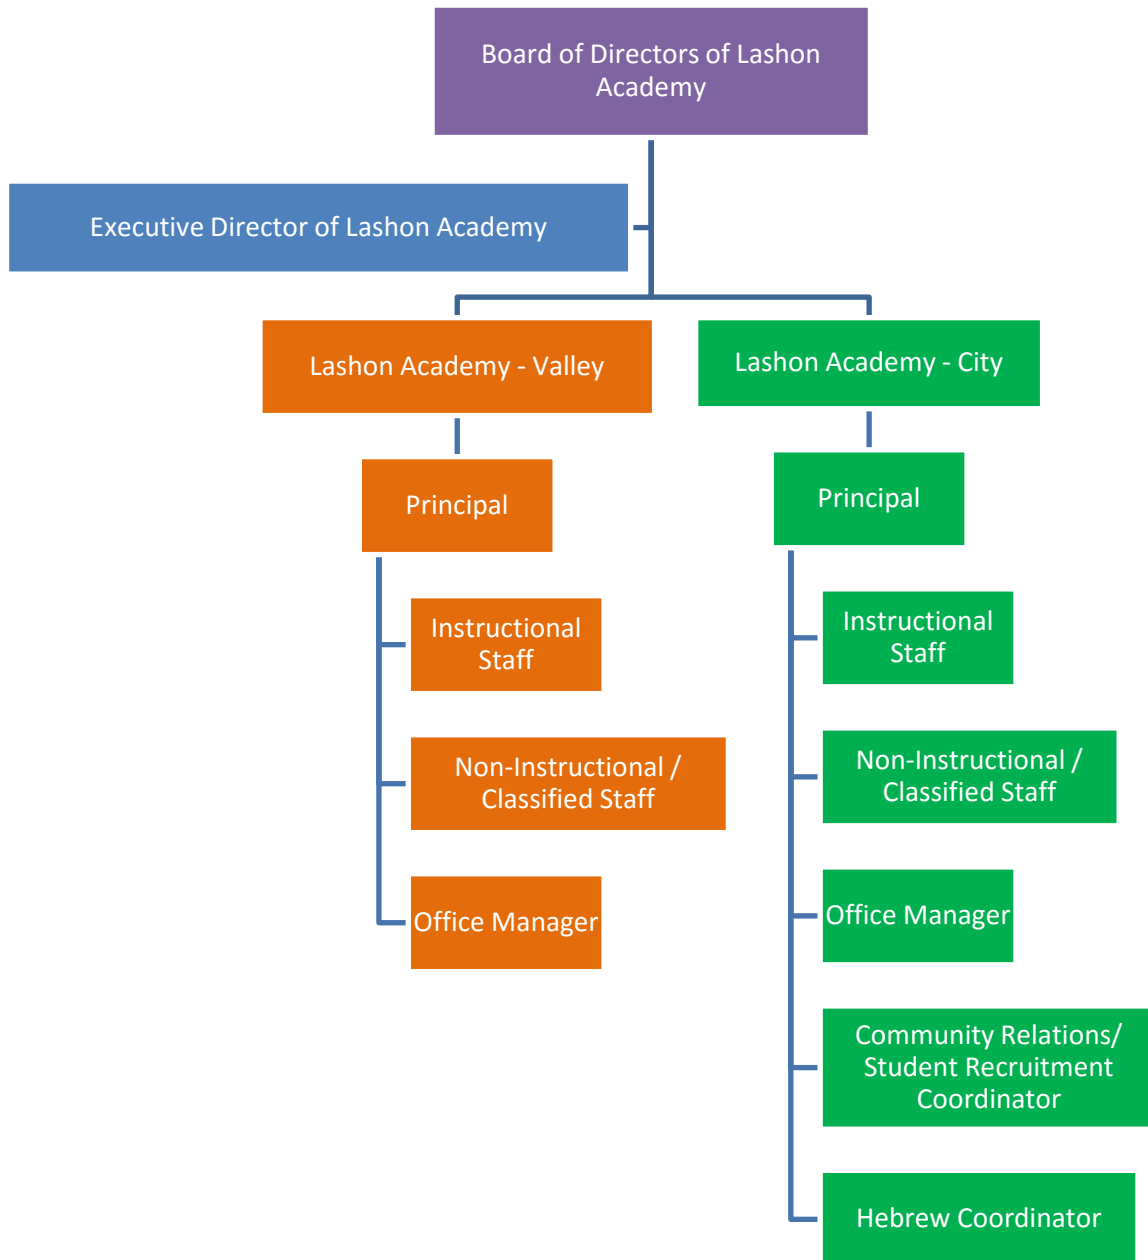 Board of Directors of Lashon
Academy
Executive Director of Lashon Academy
Lashon Academy - Valley
Principal
Instructional
Staff
Non-Instructional /
Classified Staff
Office Manager
Lashon Academy - City
Principal
Instructional
Staff
Non-Instructional /
Classified Staff
Office Manager
Community Relations/
Student Recruitment
Coordinator
Hebrew Coordinator